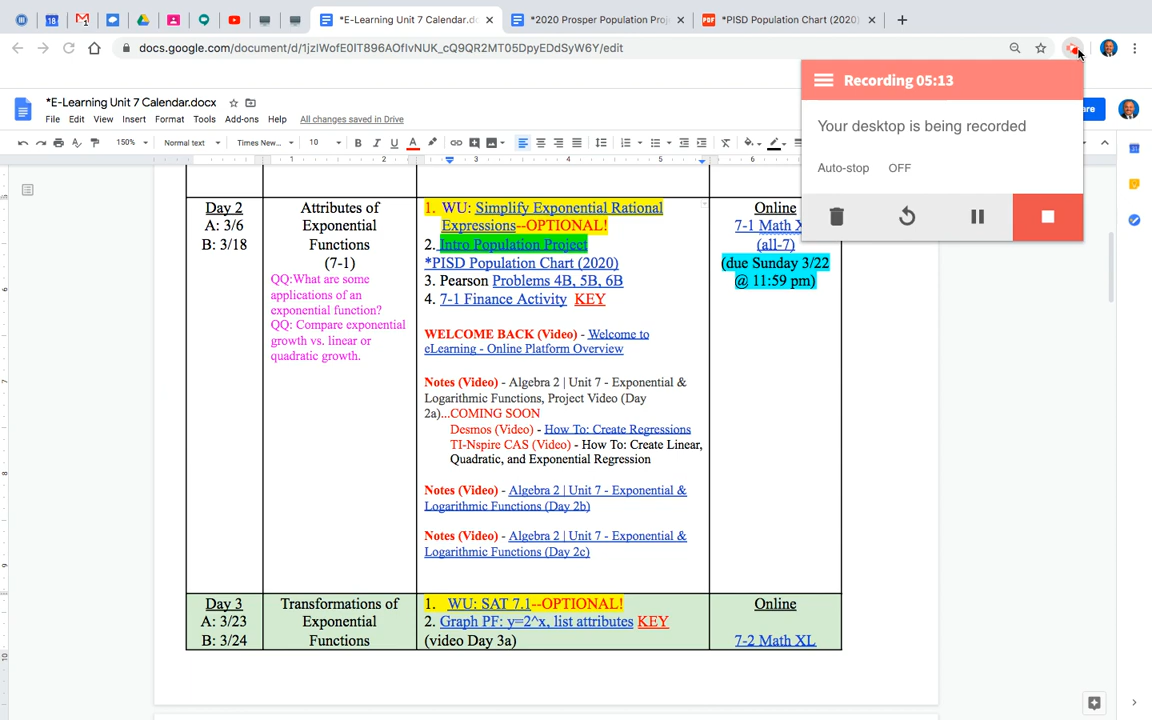 *E-Learning Unit 7 Calendar.d
*2020 Prosper Population Proj
*PISD Population Chart (2020)
docs.google.com/document/d/1jzIWofE0IT896AOfIvNUK_cQ9QR2MT05DpyEDdSyW6Y/edit
Recording 05:13
Your desktop is being recorded
Auto-stop OFF
*E-Learning Unit 7 Calendar.docx
are
File Edit View Insert Format Tools Add-ons Help All changes saved in Drive
150% Normal text Times New... 10
Day 2
A: 3/6
B: 3/18
Attributes of
Exponential
Functions
(7-1)
QQ:What are some
applications of an
exponential function?
QQ: Compare exponential
growth vs. linear or
quadratic growth.
1. WU: Simplify Exponential Rational
Expressions--OPTIONAL!
2. Intro Population Project
*PISD Population Chart (2020)
3. Pearson Problems 4B, 5B, 6B
4. 7-1 Finance Activity KEY
WELCOME BACK (Video) - Welcome to
eLearning - Online Platform Overview
Notes (Video) - Algebra 2 | Unit 7 - Exponential &
Logarithmic Functions, Project Video (Day
2a)...COMING SOON
Desmos (Video) - How To: Create Regressions
TI-Nspire CAS (Video) - How To: Create Linear,
Quadratic, and Exponential Regression
Notes (Video) - Algebra 2 | Unit 7 - Exponential &
Logarithmic Functions (Day 2b)
Notes (Video) - Algebra 2 | Unit 7 - Exponential &
Logarithmic Functions (Day 2c)
Online
7-1 Math X
(all-7)
(due Sunday 3/22
@ 11:59 pm)
Day 3
A: 3/23
B: 3/24
Transformations of
Exponential
Functions
1. WU: SAT 7.1--OPTIONAL!
2. Graph PF: y=2^x, list attributes KEY
(video Day 3a)
Online
7-2 Math XL